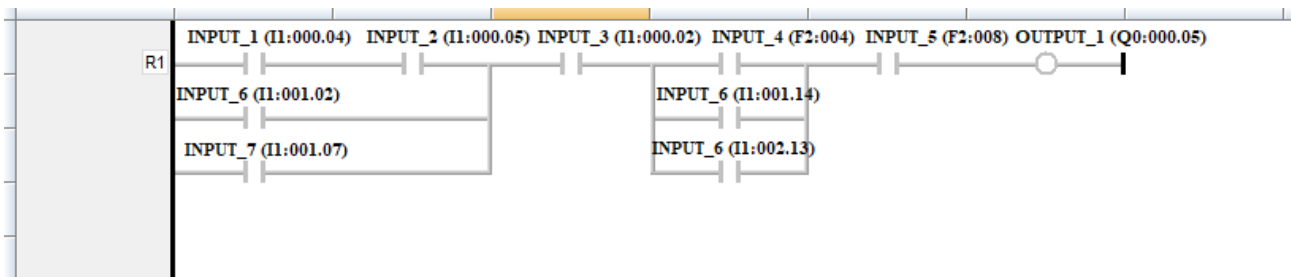 INPUT_1 (I1:000.04) INPUT_2 (I1:000.05) INPUT_3 (I1:000.02) INPUT_4 (F2:004) INPUT_5 (F2:008) OUTPUT_1 (Q0:000.05)
R1
INPUT_6 (I1:001.02) INPUT_6 (I1:001.14)
INPUT_7 (I1:001.07) INPUT_6 (I1:002.13)